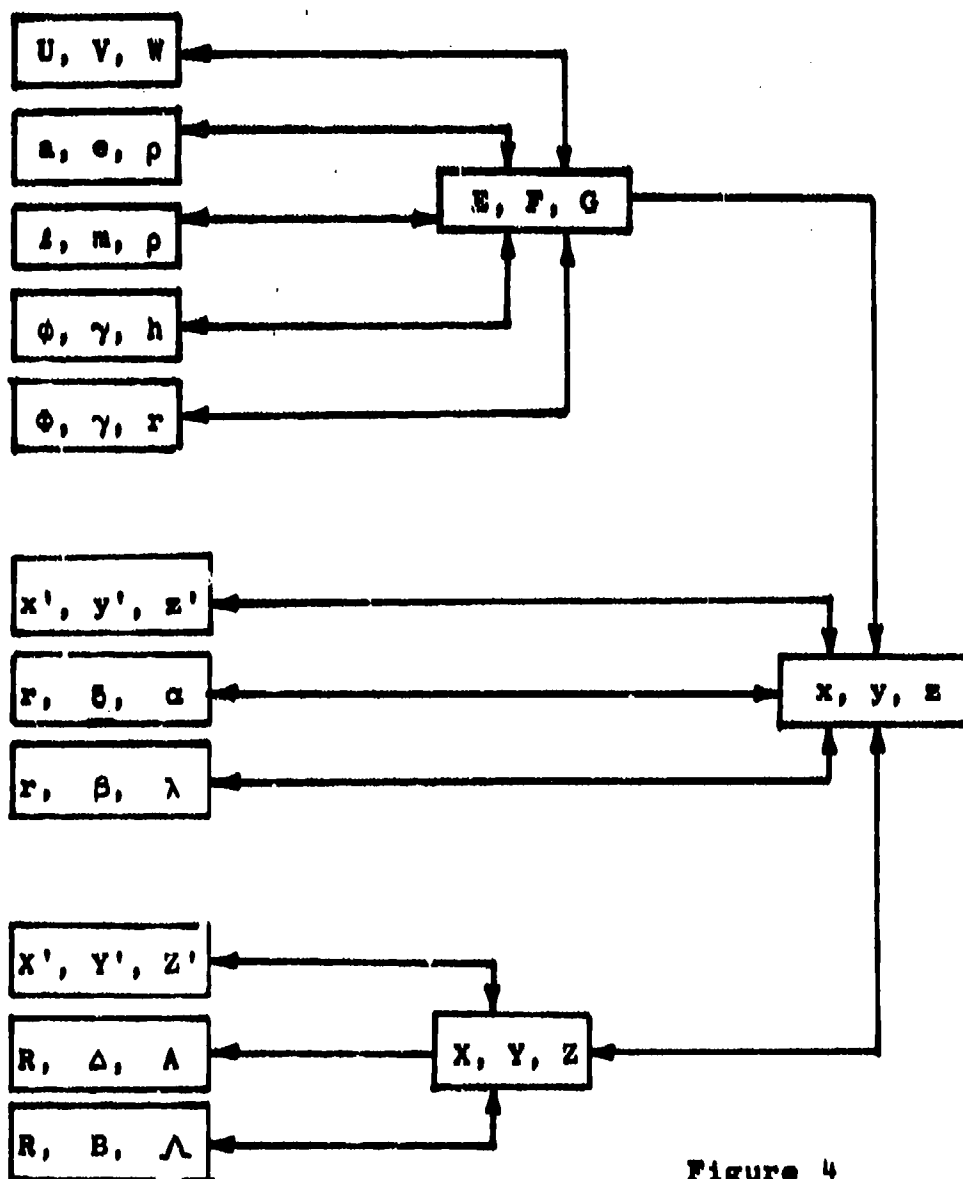 U, V, W
a, e, ρ
ℓ, m, ρ
E, F, G
φ, γ, h
Φ, γ, r
x', y', z'
r, δ, α
x, y, z
r, β, λ
X', Y', Z'
R, Δ, A
X, Y, Z
R, B, Λ
Figure 4